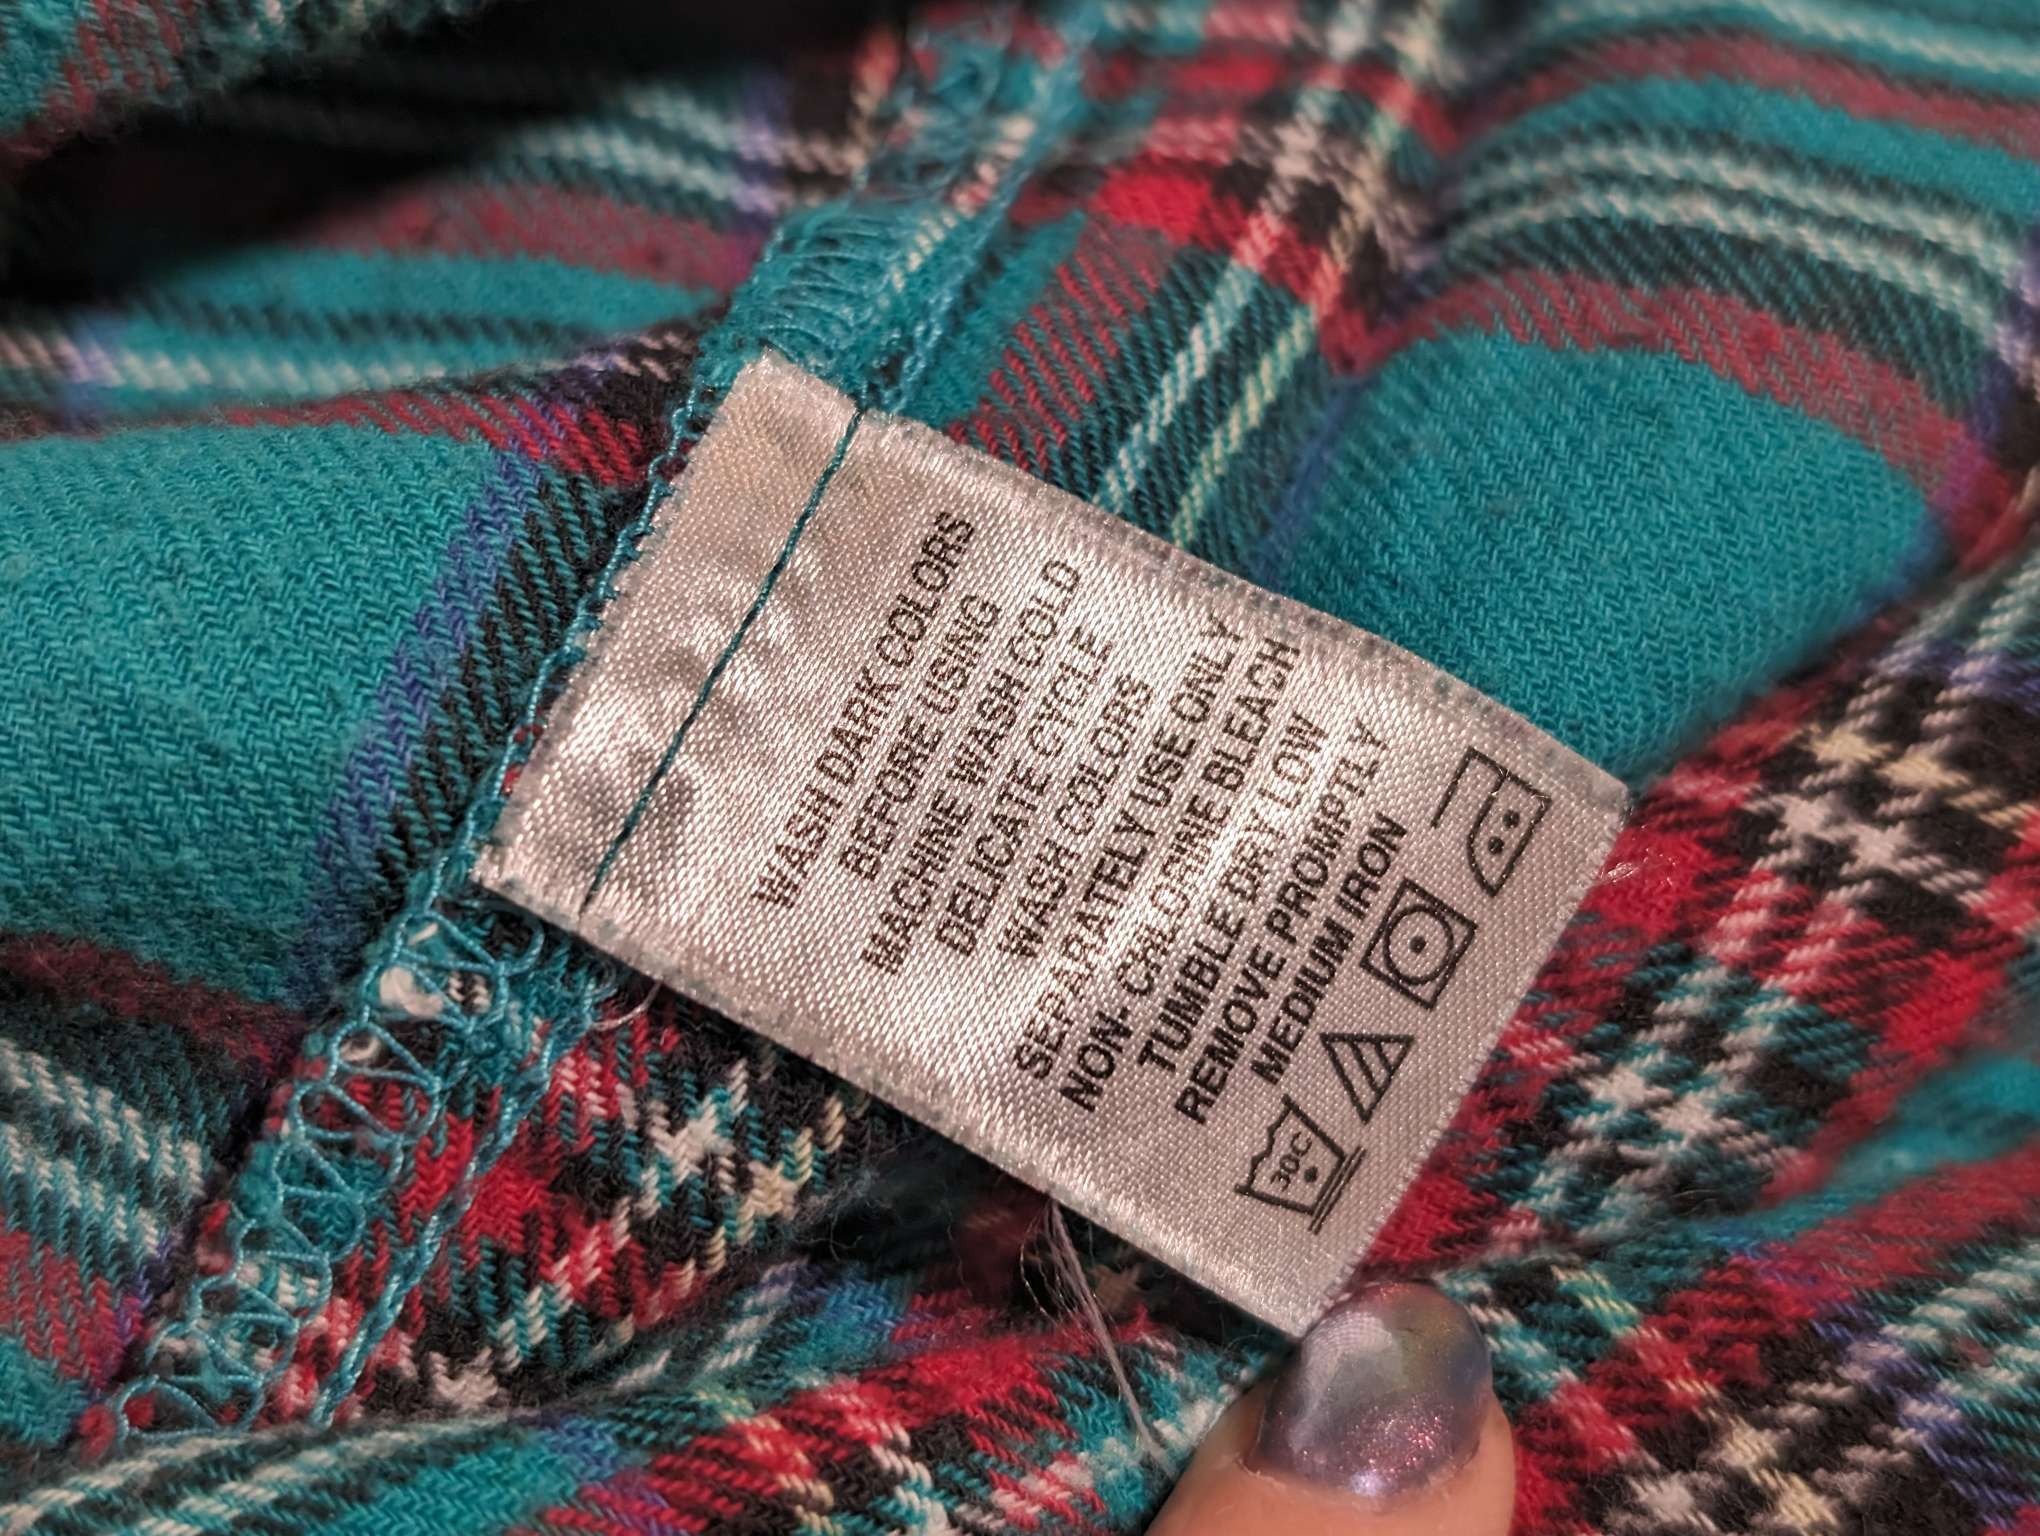 WASH DARK COLORS
BEFORE USING
MACHINE WASH COLD
DELICATE CYCLE
WASH COLORS
SEPARATELY USE ONLY
NON- CHLORINE BLEACH
TUMBLE DRY LOW
REMOVE PROMPTLY
MEDIUM IRON
30C